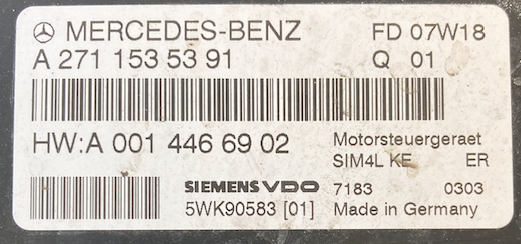 MERCEDES-BENZ FD 07W18
A 271 153 53 91 Q 01
HW:A 001 446 69 02 Motorsteuergeraet
SIM4L KE ER
SIEMENS VDO 7183 0303
5WK90583 [01] Made in Germany